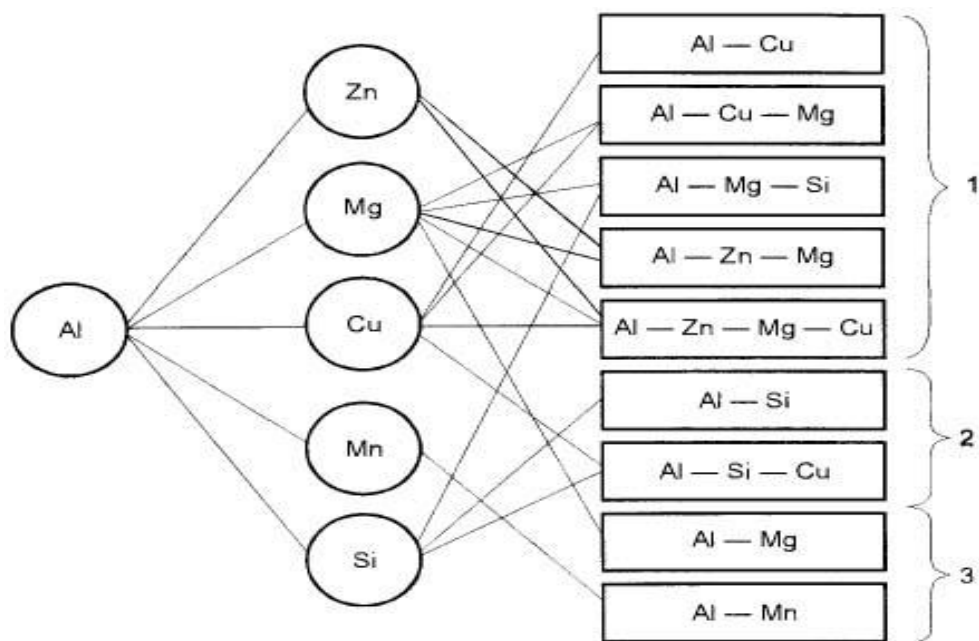 Al
Zn
Mg
Cu
Mn
Si
Al — Cu
Al — Cu — Mg
Al — Mg — Si
Al — Zn — Mg
Al — Zn — Mg — Cu
Al — Si
Al — Si — Cu
Al — Mg
Al — Mn
1
2
3